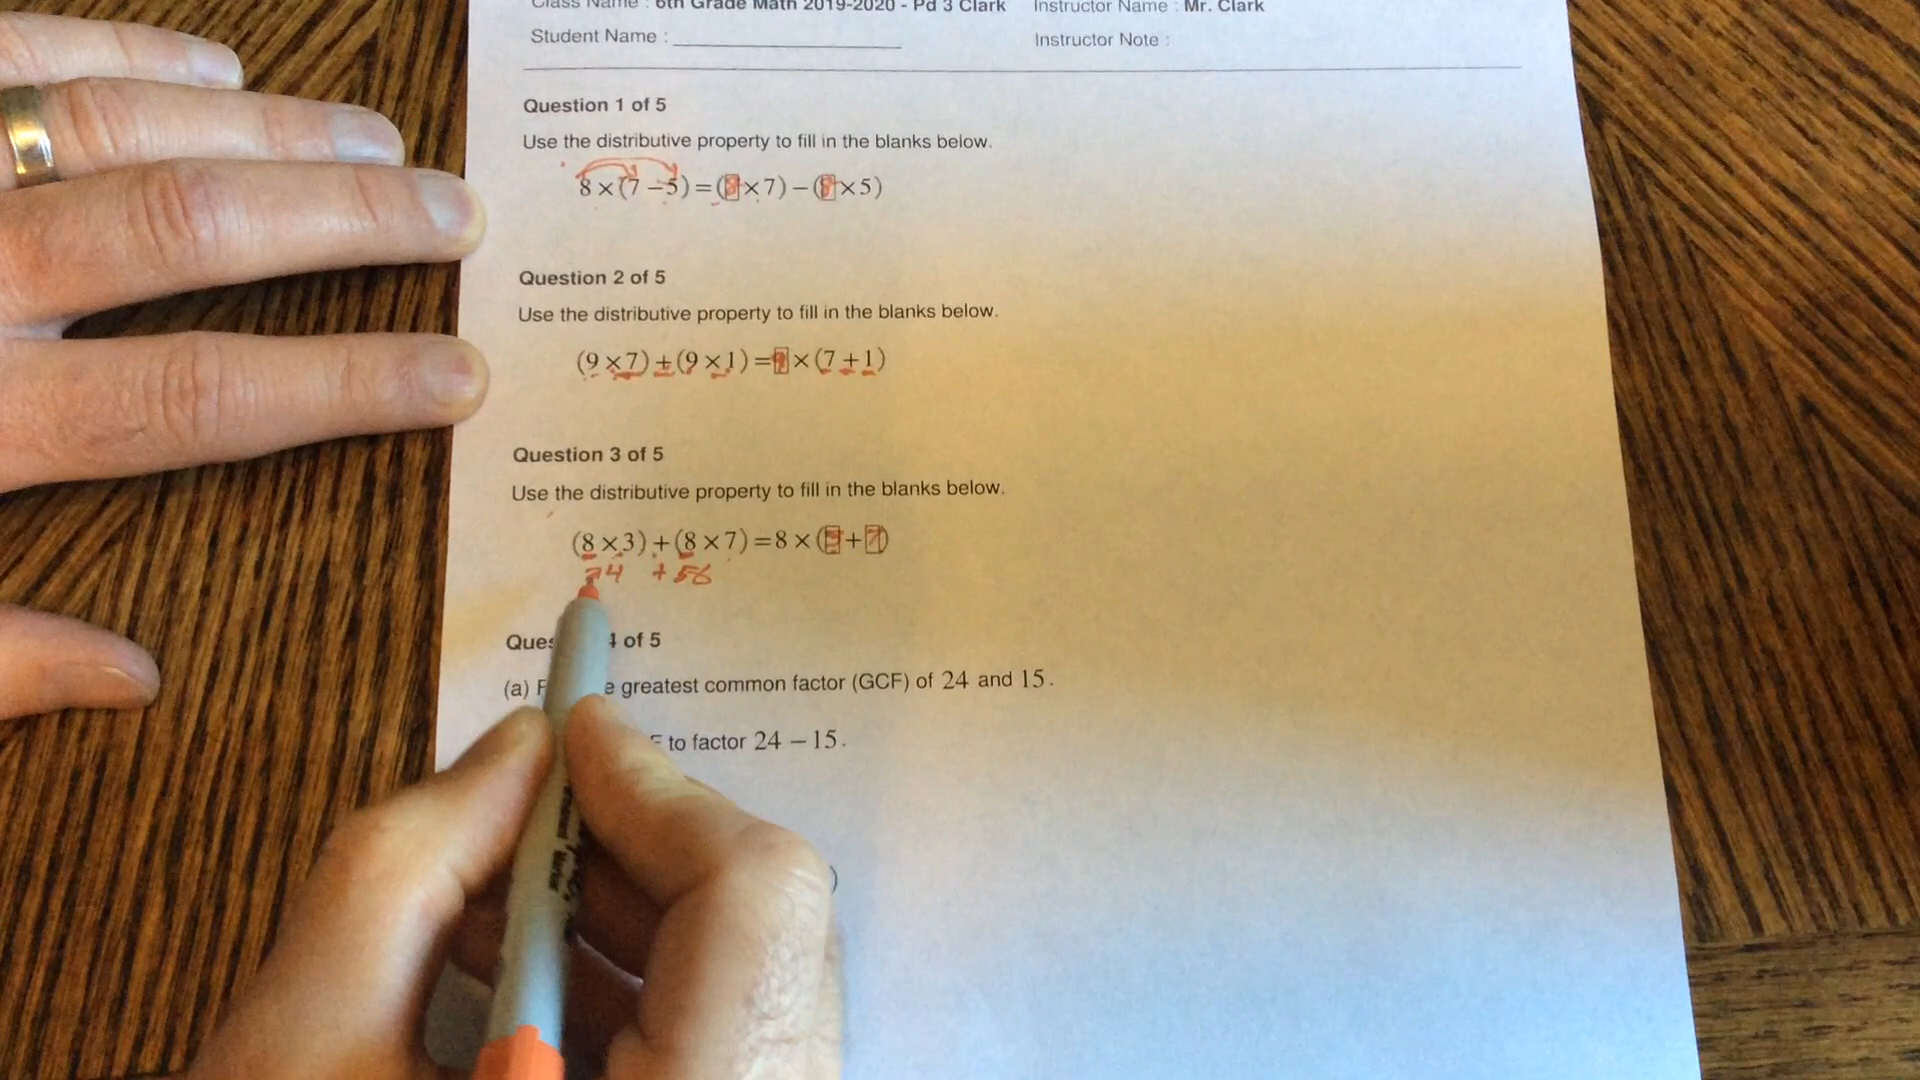 Class Name : 6th Grade Math 2019-2020 - Pd 3 Clark Instructor Name : Mr. Clark
Student Name : Instructor Note :
Question 1 of 5
Use the distributive property to fill in the blanks below.
8 × (7 − 5) = (8 × 7) − (8 × 5)
Question 2 of 5
Use the distributive property to fill in the blanks below.
(9 × 7) + (9 × 1) = 9 × (7 + 1)
Question 3 of 5
Use the distributive property to fill in the blanks below.
(8 × 3) + (8 × 7) = 8 × (3 + 7)
24 + 56
4 of 5
(a) greatest common factor (GCF) of 24 and 15.
to factor 24 − 15.
)